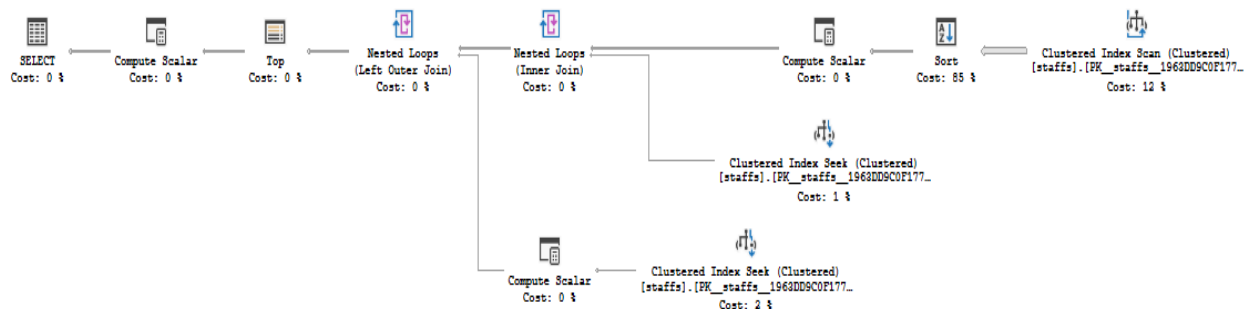 SELECT
Cost: 0 %
Compute Scalar
Cost: 0 %
Top
Cost: 0 %
Nested Loops
(Left Outer Join)
Cost: 0 %
Nested Loops
(Inner Join)
Cost: 0 %
Compute Scalar
Cost: 0 %
Sort
Cost: 85 %
Clustered Index Scan (Clustered)
[staffs].[PK__staffs__1963DD9C0F177…
Cost: 12 %
Clustered Index Seek (Clustered)
[staffs].[PK__staffs__1963DD9C0F177…
Cost: 1 %
Compute Scalar
Cost: 0 %
Clustered Index Seek (Clustered)
[staffs].[PK__staffs__1963DD9C0F177…
Cost: 2 %